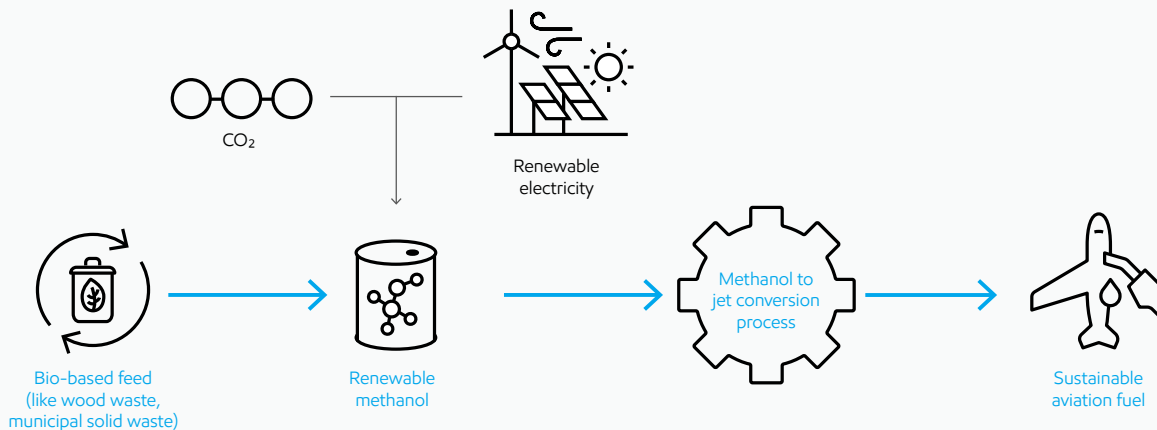 CO₂
Renewable
electricity
Methanol to
jet conversion
process
Bio-based feed
(like wood waste,
municipal solid waste)
Renewable
methanol
Sustainable
aviation fuel